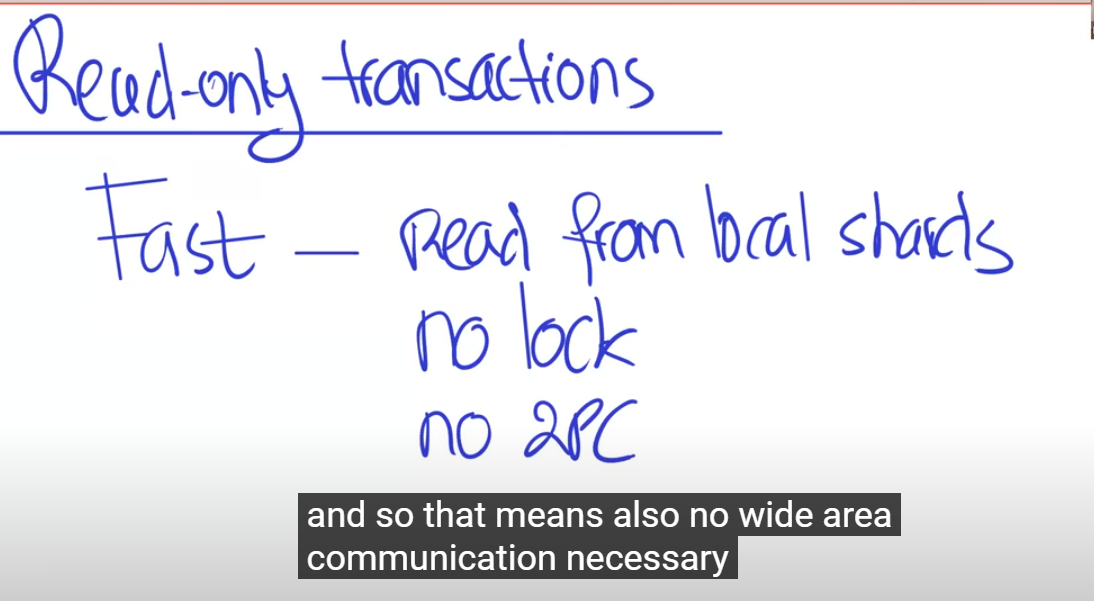 Read-only transactions
Fast — Read from local shards
no lock
no 2PC
and so that means also no wide area
communication necessary